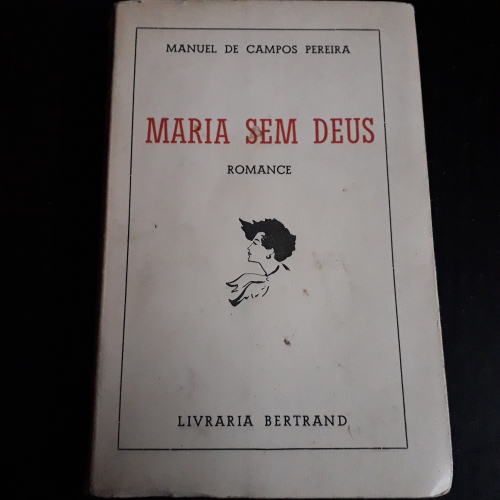 MANUEL DE CAMPOS PEREIRA
MARIA SEM DEUS
ROMANCE
LIVRARIA BERTRAND